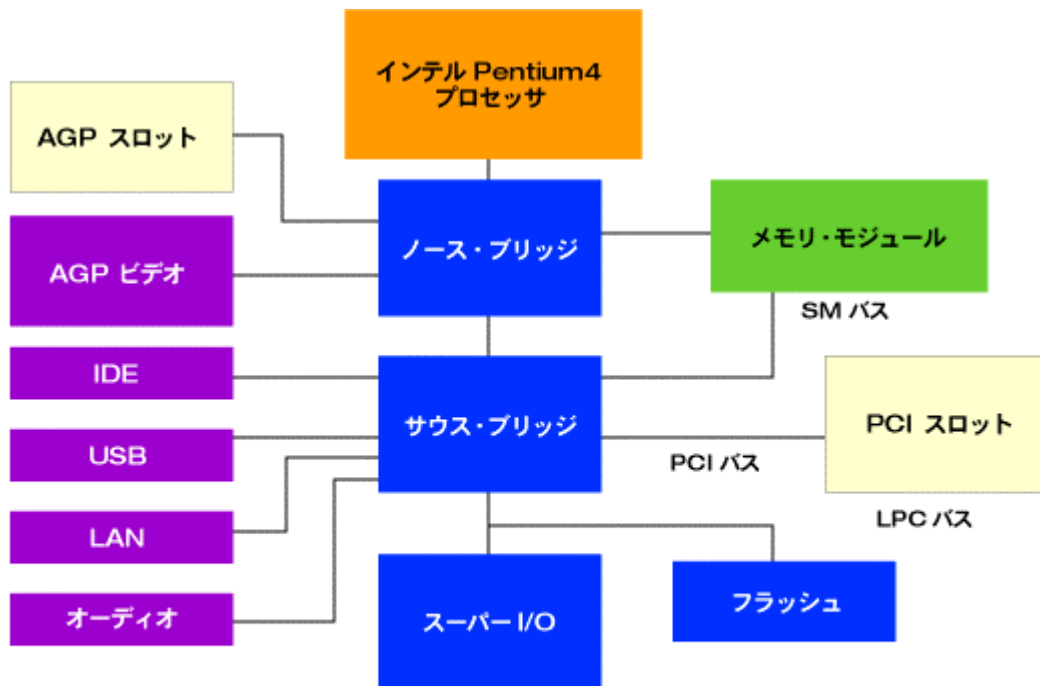 インテル Pentium4
プロセッサ
AGP スロット
ノース・ブリッジ
メモリ・モジュール
AGP ビデオ
SM バス
IDE
サウス・ブリッジ
PCI スロット
USB
PCI バス
LPC バス
LAN
フラッシュ
オーディオ
スーパー I/O